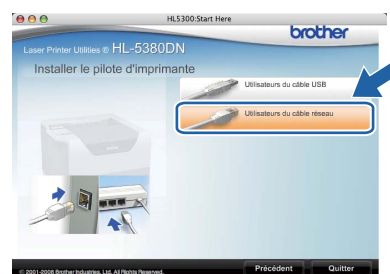 HL5300:Start Here
brother
Laser Printer Utilities ® HL-5380DN
Installer le pilote d'imprimante
Utilisateurs du câble USB
Utilisateurs du câble réseau
© 2001-2008 Brother Industries, Ltd. All Rights Reserved.
Précédent
Quitter